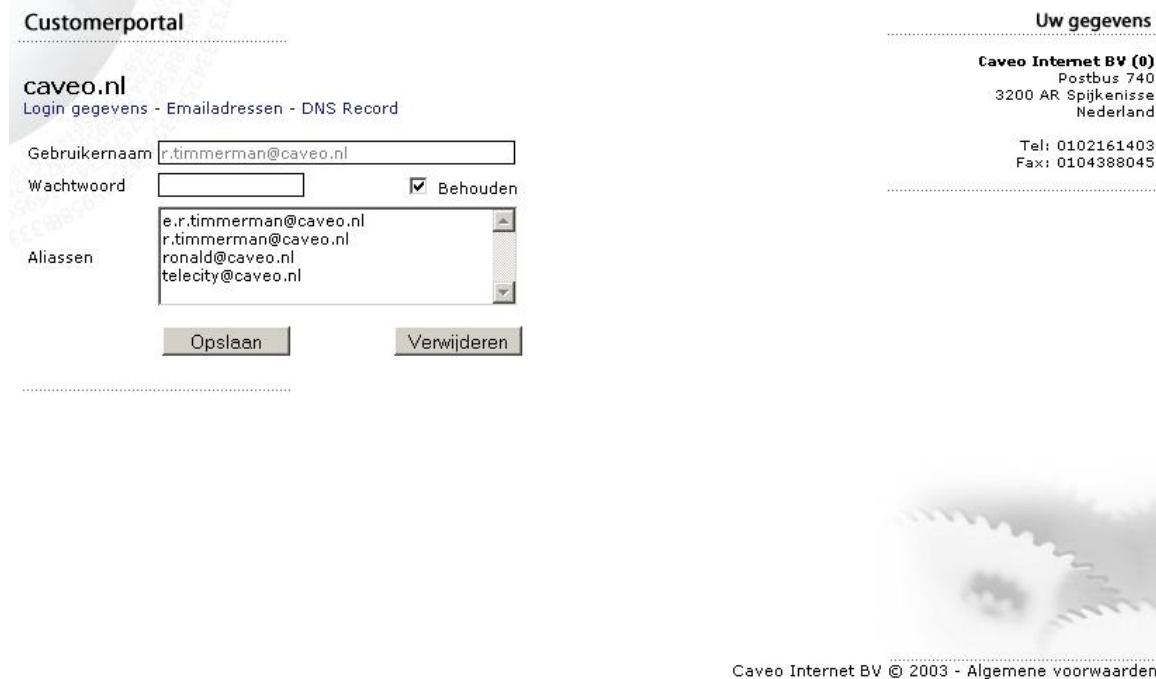 Customerportal
caveo.nl
Login gegevens - Emailadressen - DNS Record
Gebruikernaam r.timmerman@caveo.nl
Wachtwoord Behouden
Aliassen
e.r.timmerman@caveo.nl
r.timmerman@caveo.nl
ronald@caveo.nl
telecity@caveo.nl
Opslaan Verwijderen
Uw gegevens
Caveo Internet BV (0)
Postbus 740
3200 AR Spijkenisse
Nederland
Tel: 0102161403
Fax: 0104388045
Caveo Internet BV © 2003 - Algemene voorwaarden